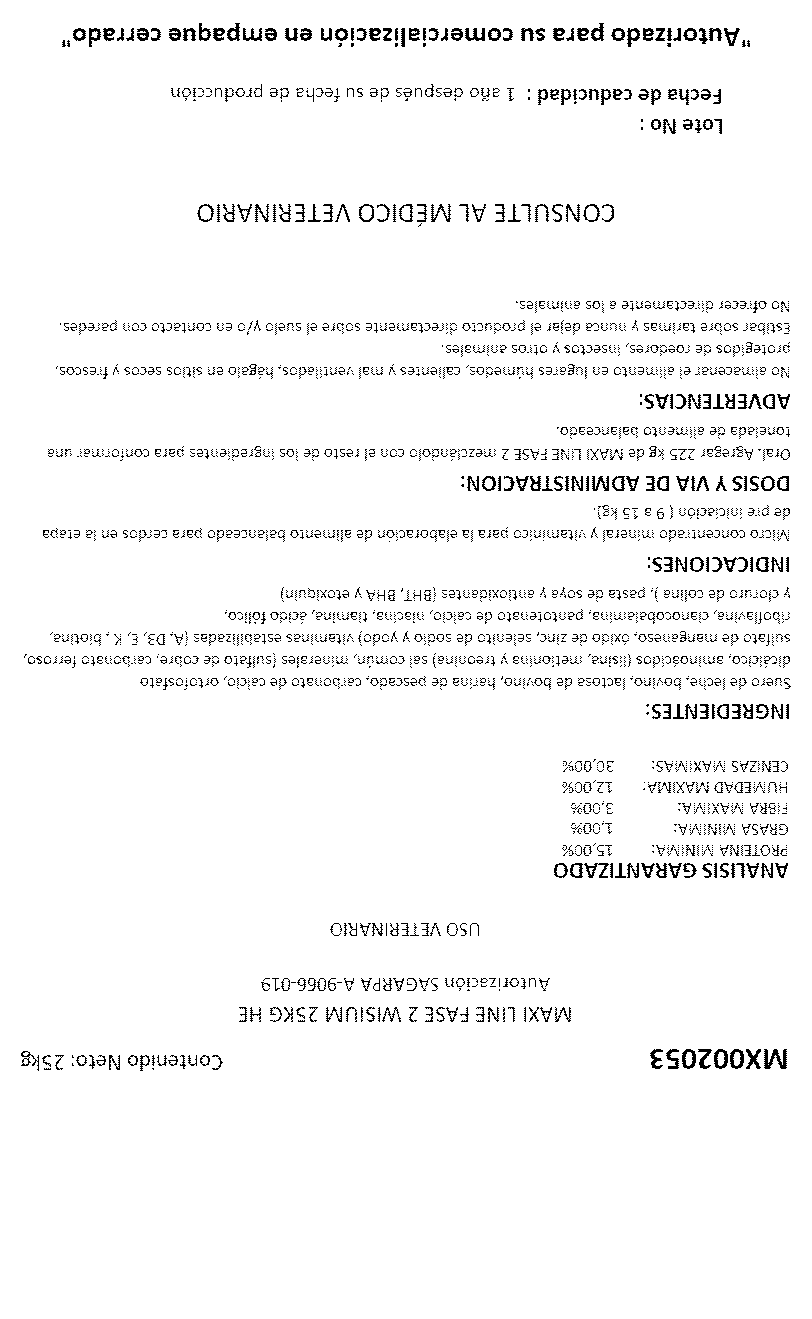 MX002053 Contenido Neto: 25kg
MAXI LINE FASE 2 WISIUM 25KG HE
Autorización SAGARPA A-9066-019
USO VETERINARIO
ANALISIS GARANTIZADO
PROTEINA MINIMA: 15,00%
GRASA MINIMA: 1,00%
FIBRA MAXIMA: 3,00%
HUMEDAD MAXIMA: 12,00%
CENIZAS MAXIMAS: 30,00%
INGREDIENTES:
Suero de leche, bovino, lactosa de bovino, harina de pescado, carbonato de calcio, ortofosfato
dicálcico, aminoácidos (lisina, metionina y treonina) sal común, minerales (sulfato de cobre, carbonato ferroso,
sulfato de manganeso, óxido de zinc, selenito de sodio y yodo) vitaminas estabilizadas (A, D3, E, K , biotina,
riboflavina, cianocobalamina, pantotenato de calcio, niacina, tiamina, ácido fólico,
y cloruro de colina ), pasta de soya y antioxidantes (BHT, BHA y etoxiquin)
INDICACIONES:
Micro concentrado mineral y vitamínico para la elaboración de alimento balanceado para cerdos en la etapa
de pre iniciación ( 9 a 15 kg).
DOSIS Y VIA DE ADMINISTRACION:
Oral. Agregar 225 kg de MAXI LINE FASE 2 mezclándolo con el resto de los ingredientes para conformar una
tonelada de alimento balanceado.
ADVERTENCIAS:
No almacenar el alimento en lugares húmedos, calientes y mal ventilados, hágalo en sitios secos y frescos,
protegidos de roedores, insectos y otros animales.
Estibar sobre tarimas y nunca dejar el producto directamente sobre el suelo y/o en contacto con paredes.
No ofrecer directamente a los animales.
CONSULTE AL MÉDICO VETERINARIO
Lote No :
Fecha de caducidad : 1 año después de su fecha de producción
"Autorizado para su comercialización en empaque cerrado"